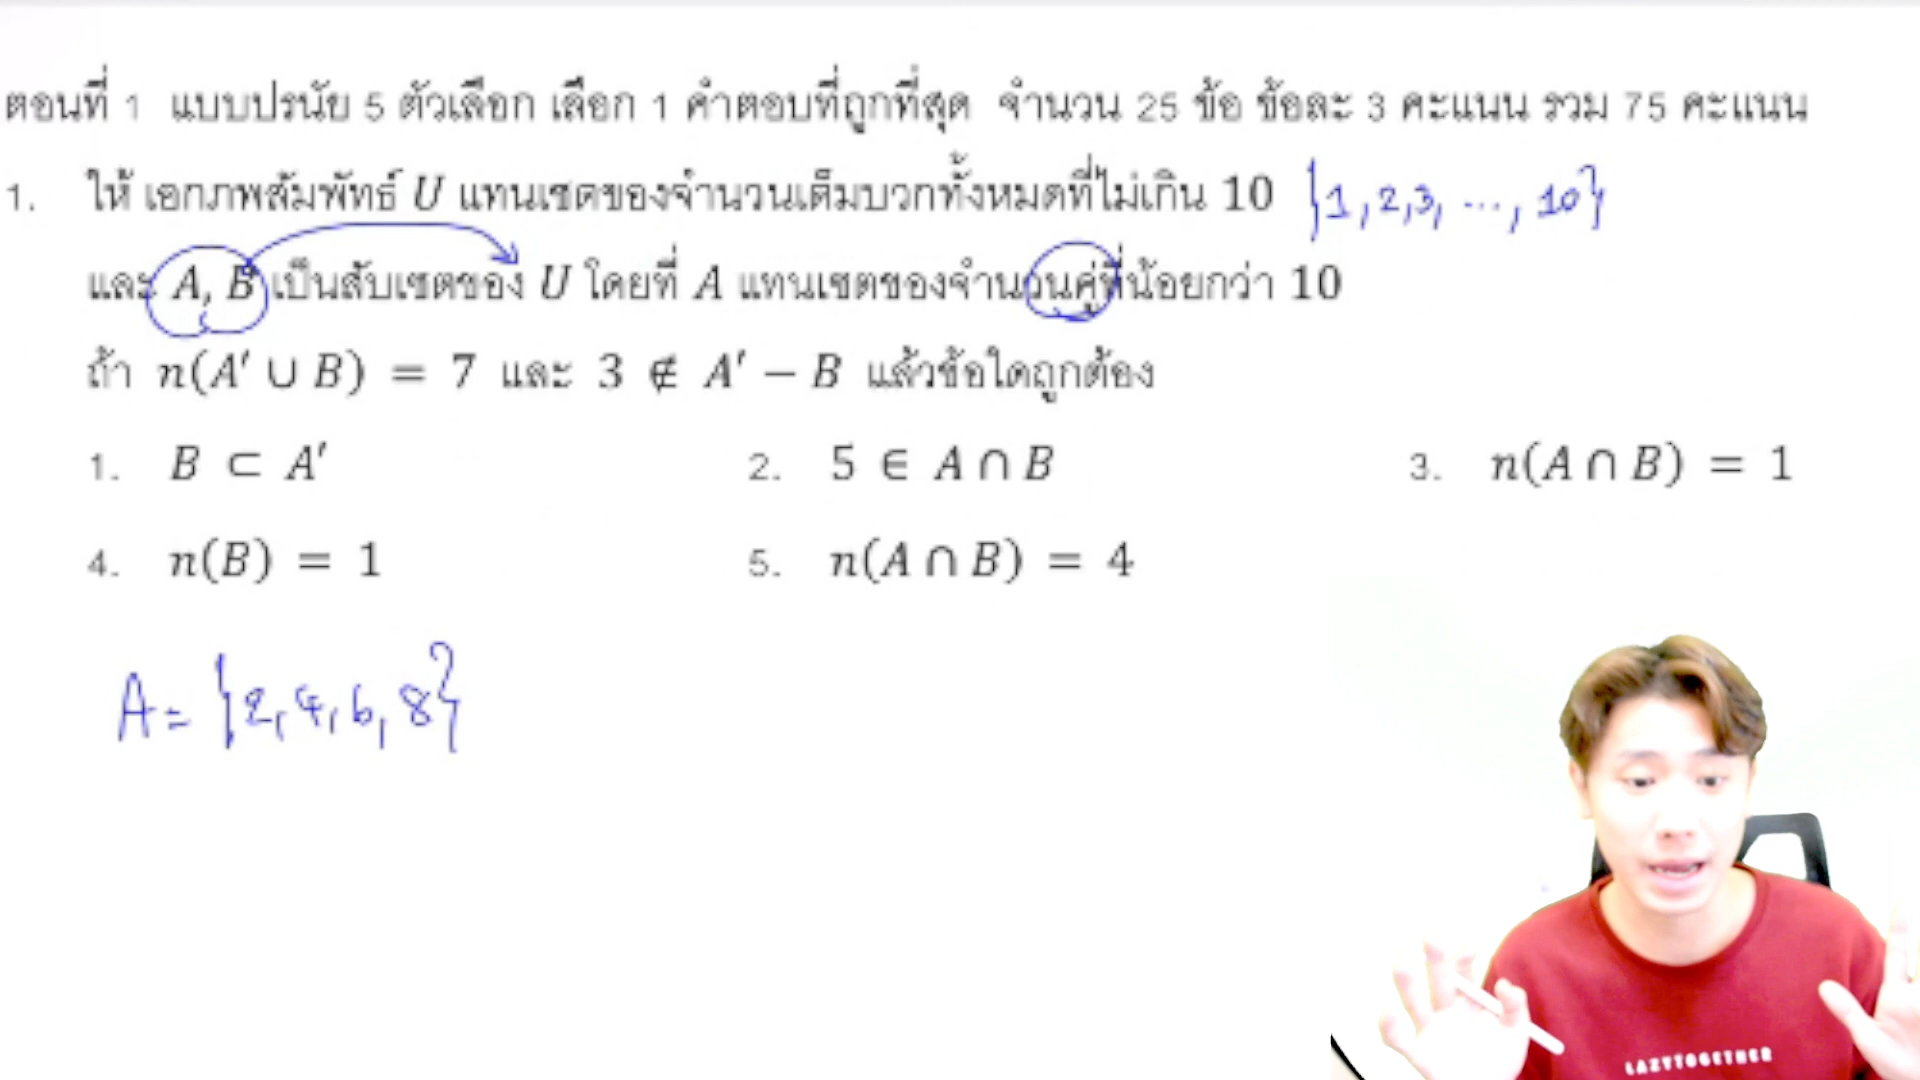 ตอนที่ 1 แบบปรนัย 5 ตัวเลือก เลือก 1 คำตอบที่ถูกที่สุด จำนวน 25 ข้อ ข้อละ 3 คะแนน รวม 75 คะแนน
1. ให้ เอกภพสัมพัทธ์ U แทนเซตของจำนวนเต็มบวกทั้งหมดที่ไม่เกิน 10 {1, 2, 3, ..., 10}
และ A, B เป็นสับเซตของ U โดยที่ A แทนเซตของจำนวนคู่ที่น้อยกว่า 10
ถ้า n(A′ ∪ B) = 7 และ 3 ∉ A′ − B แล้วข้อใดถูกต้อง
1. B ⊂ A′ 2. 5 ∈ A ∩ B 3. n(A ∩ B) = 1
4. n(B) = 1 5. n(A ∩ B) = 4
A = {2, 4, 6, 8}
LAZYTOGETHER